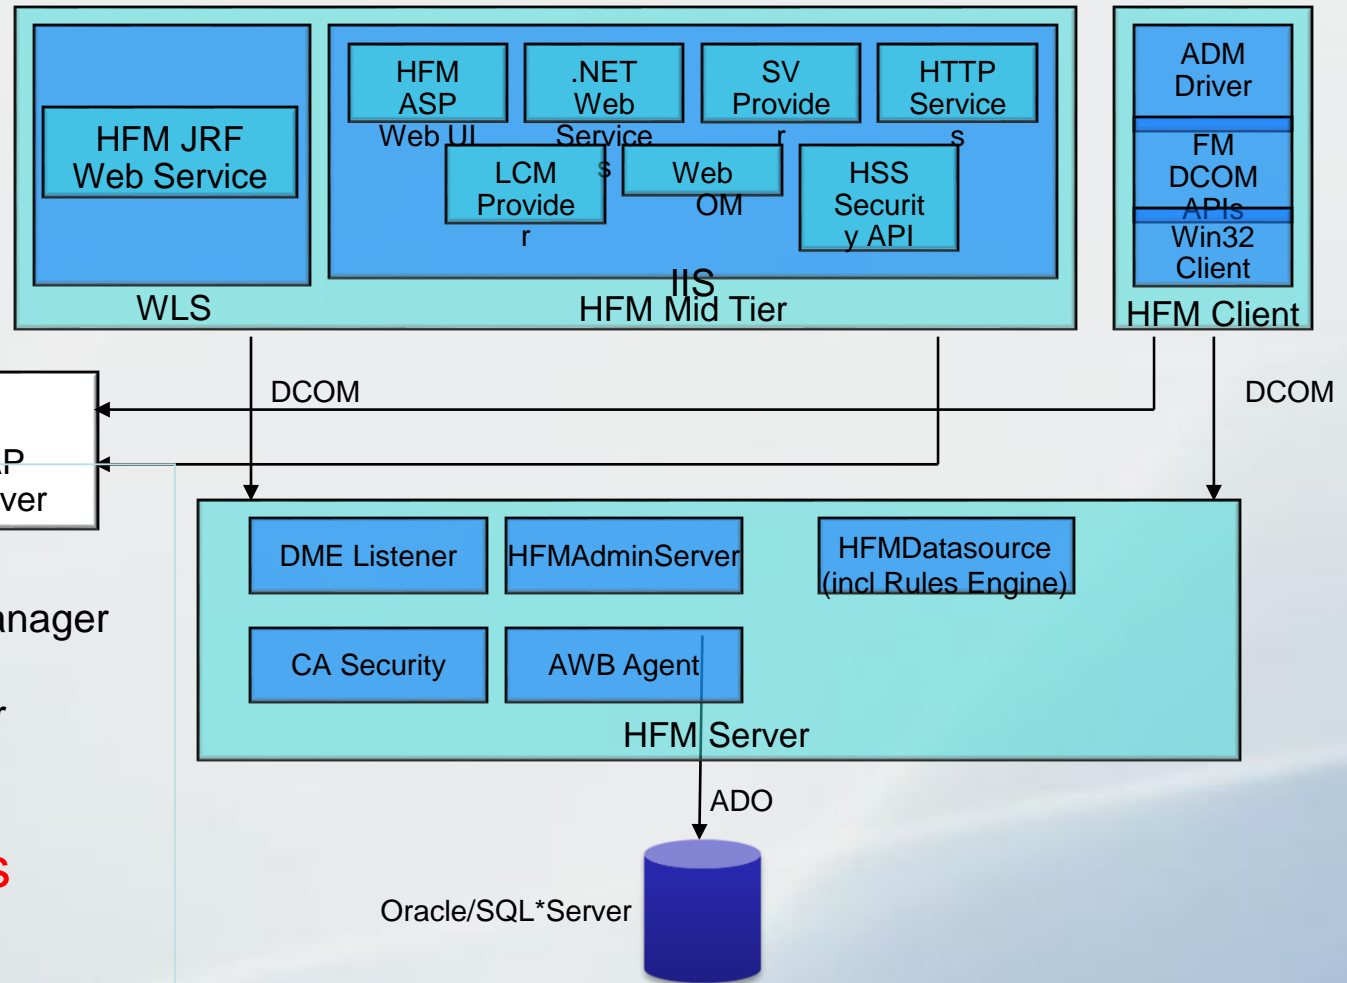 HFM
ASP
Web UI
.NET
Web
Service
s
SV
Provide
r
HTTP
Service
s
LCM
Provide
r
Web
OM
HSS
Securit
y API
HFM JRF
Web Service
WLS
IIS
HFM Mid Tier
ADM
Driver
FM
DCOM
APIs
Win32
Client
HFM Client
DCOM
DCOM
AP
ver
DME Listener
HFMAdminServer
HFMDatasource
(incl Rules Engine)
CA Security
AWB Agent
HFM Server
anager
r
s
ADO
Oracle/SQL*Server